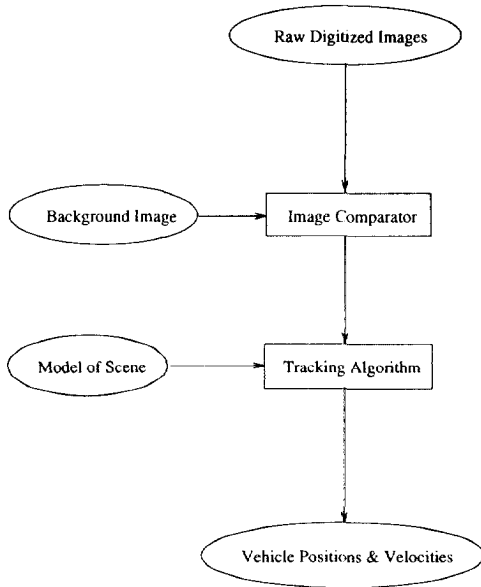 Raw Digitized Images
Background Image
Image Comparator
Model of Scene
Tracking Algorithm
Vehicle Positions & Velocities